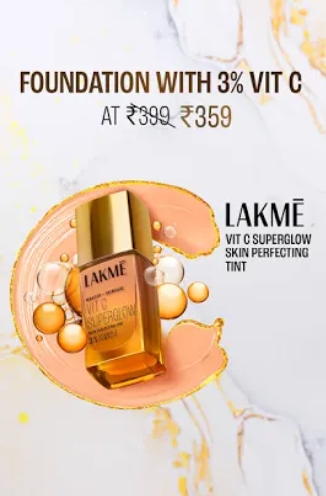 FOUNDATION WITH 3% VIT C
AT ₹399 ₹359
LAKMĒ
VIT C SUPERGLOW
SKIN PERFECTING
TINT
LAKMĒ
VIT C
SUPERGLOW